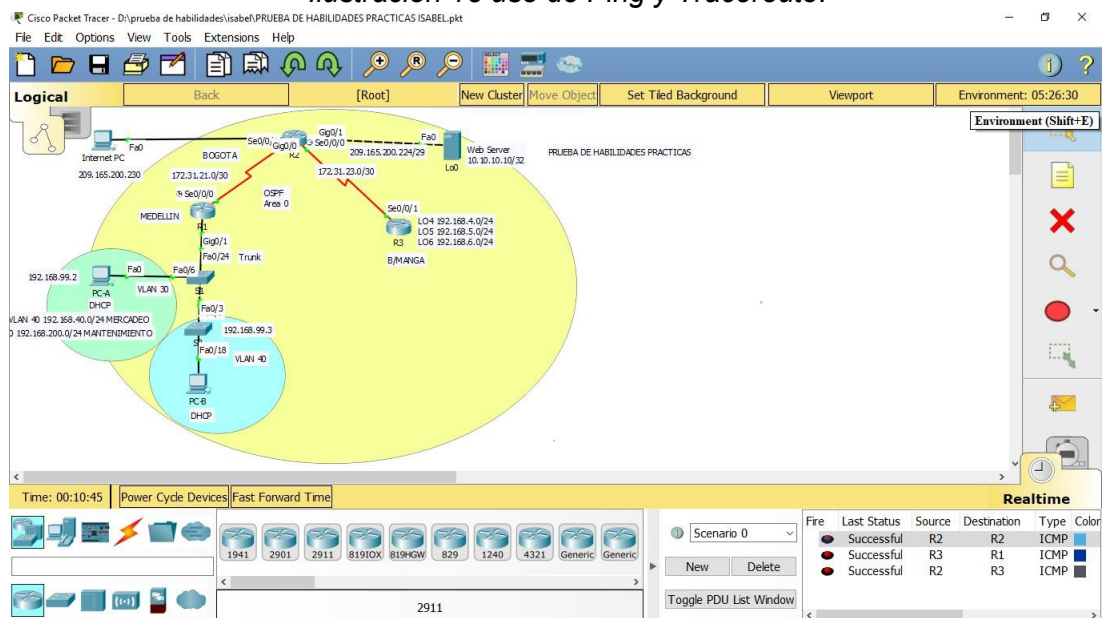 Cisco Packet Tracer - D:\prueba de habilidades\isabel\PRUEBA DE HABILIDADES PRACTICAS ISABEL.pkt
File Edit Options View Tools Extensions Help
Logical Back [Root] New Cluster Move Object Set Tiled Background Viewport Environment: 05:26:30
Environment (Shift+E)
Internet PC
Fa0
209.165.200.230
BOGOTA
172.31.21.0/30
Gig0/0
R2
Gig0/1
Se0/0/0
209.165.200.224/29
Fa0
Lo0
Web Server
10.10.10.10/32
PRUEBA DE HABILIDADES PRACTICAS
172.31.23.0/30
Se0/0/0
OSPF
Area 0
MEDELLIN
R1
Gig0/1
Fa0/24 Trunk
Se0/0/1
R3
B/MANGA
LO4 192.168.4.0/24
LO5 192.168.5.0/24
LO6 192.168.6.0/24
192.168.99.2
PC-A
DHCP
Fa0
VLAN 30
Fa0/6
S1
VLAN 40 192.168.40.0/24 MERCADEO
192.168.200.0/24 MANTENIMIENTO
Fa0/3
192.168.99.3
Fa0/18
VLAN 40
PC-B
DHCP
Time: 00:10:45 Power Cycle Devices Fast Forward Time Realtime
1941 2901 2911 819IOX 819HGW 829 1240 4321 Generic Generic
2911
Scenario 0
New Delete
Toggle PDU List Window
Fire Last Status Source Destination Type Color
Successful R2 R2 ICMP
Successful R3 R1 ICMP
Successful R2 R3 ICMP